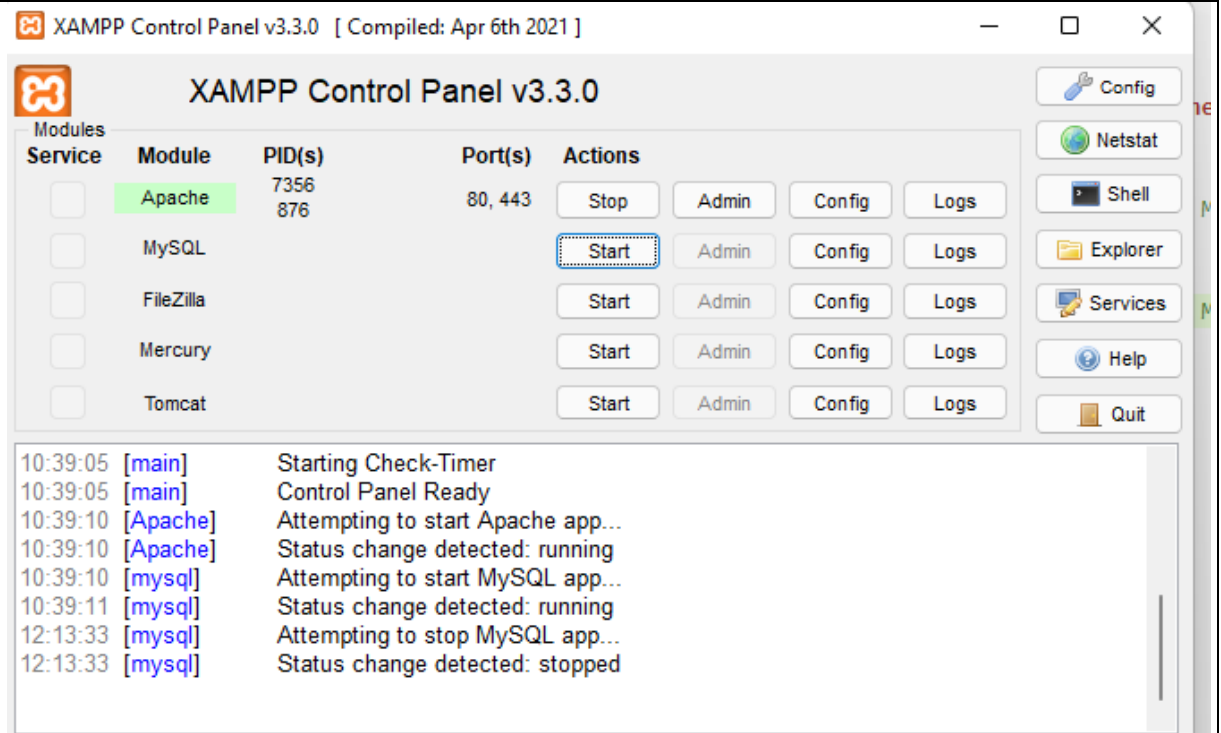 XAMPP Control Panel v3.3.0 [ Compiled: Apr 6th 2021 ]
XAMPP Control Panel v3.3.0
Config
Modules
Service Module PID(s) Port(s) Actions
Netstat
Apache 7356 80, 443 Stop Admin Config Logs
876
Shell
MySQL Start Admin Config Logs
Explorer
FileZilla Start Admin Config Logs
Services
Mercury Start Admin Config Logs
Help
Tomcat Start Admin Config Logs
Quit
10:39:05 [main] Starting Check-Timer
10:39:05 [main] Control Panel Ready
10:39:10 [Apache] Attempting to start Apache app...
10:39:10 [Apache] Status change detected: running
10:39:10 [mysql] Attempting to start MySQL app...
10:39:11 [mysql] Status change detected: running
12:13:33 [mysql] Attempting to stop MySQL app...
12:13:33 [mysql] Status change detected: stopped